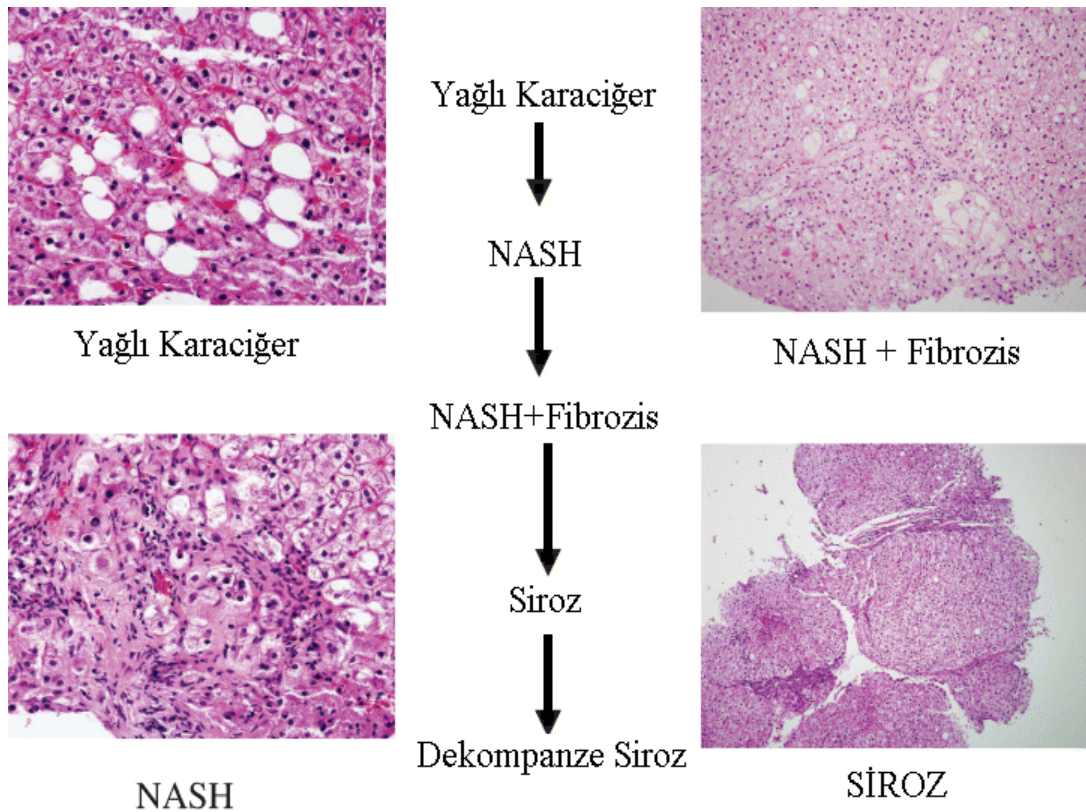 Yağlı Karaciğer
NASH
NASH+Fibrozis
Siroz
Dekompanze Siroz
Yağlı Karaciğer
NASH
NASH + Fibrozis
SİROZ